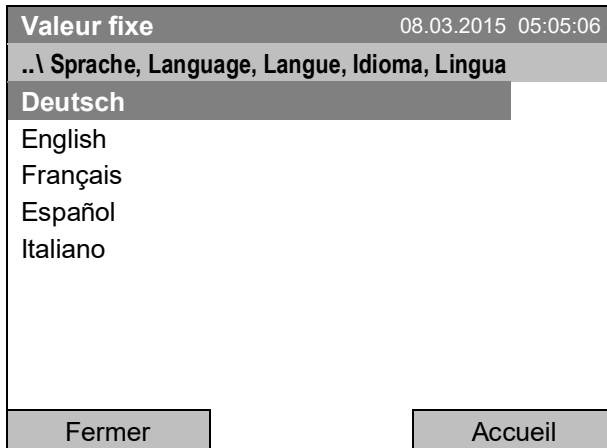 Valeur fixe 08.03.2015 05:05:06
..\ Sprache, Language, Langue, Idioma, Lingua
Deutsch
English
Français
Español
Italiano
Fermer Accueil